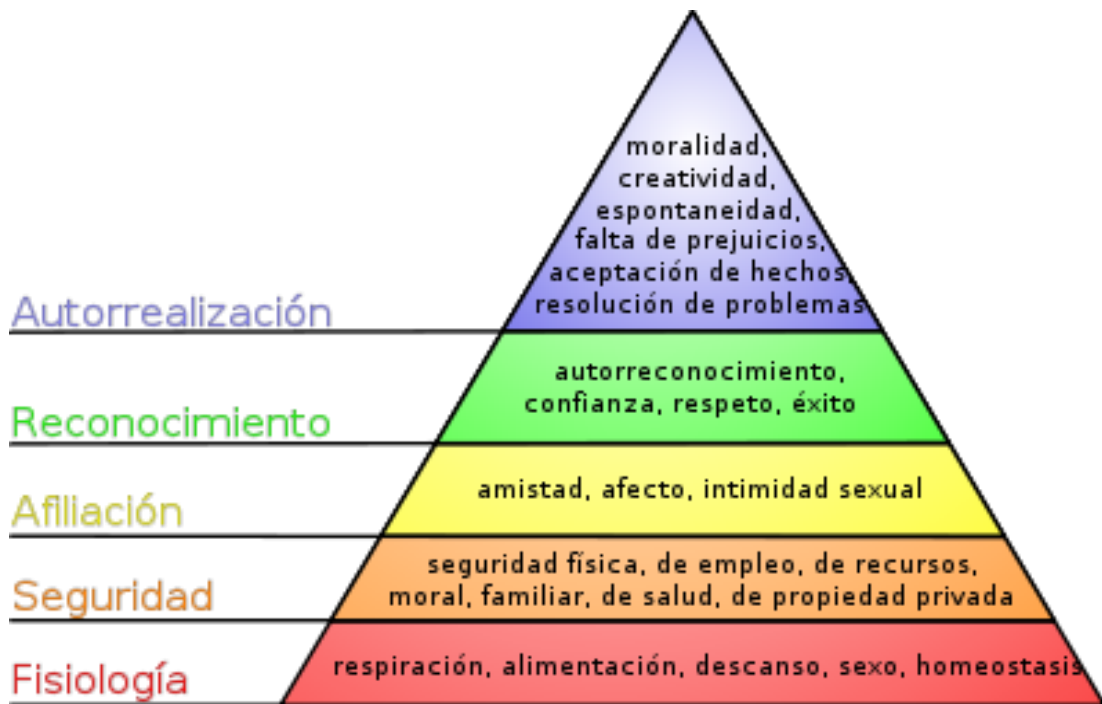 moralidad,
creatividad,
espontaneidad,
falta de prejuicios,
aceptación de hechos,
resolución de problemas
Autorrealización
autorreconocimiento,
confianza, respeto, éxito
Reconocimiento
amistad, afecto, intimidad sexual
Afiliación
seguridad física, de empleo, de recursos,
moral, familiar, de salud, de propiedad privada
Seguridad
respiración, alimentación, descanso, sexo, homeostasis
Fisiología